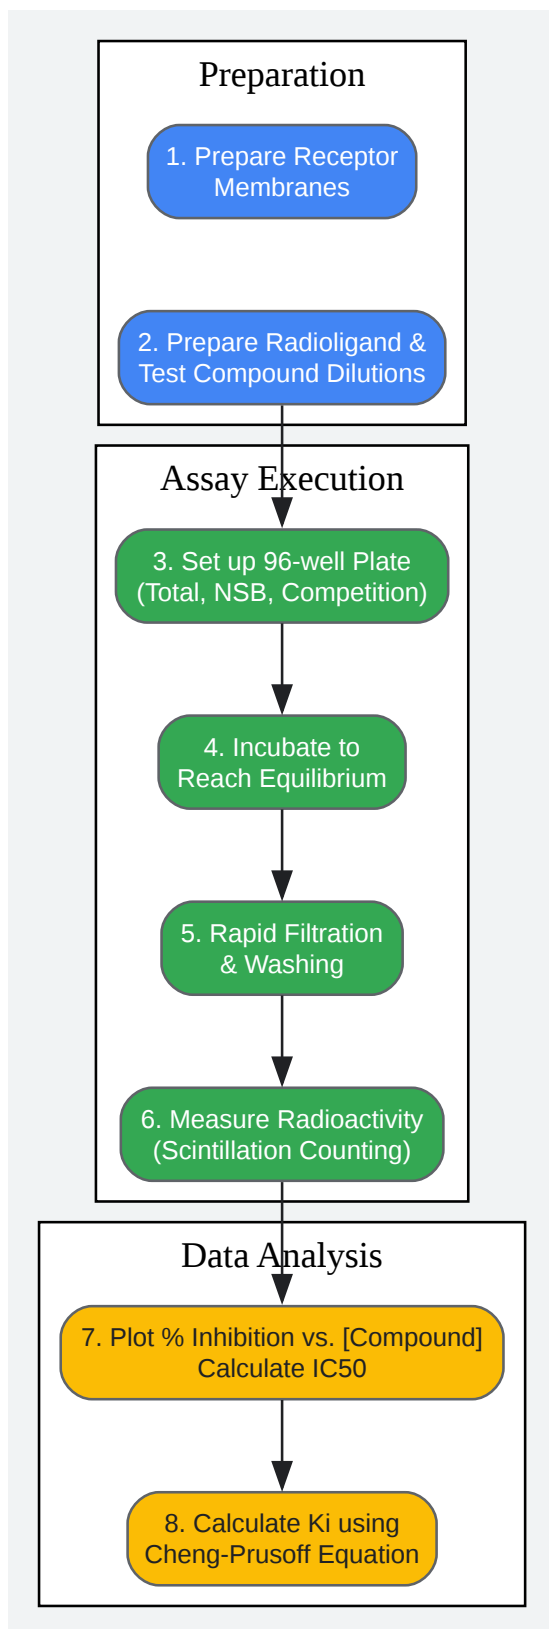 Preparation
1. Prepare Receptor
Membranes
2. Prepare Radioligand &
Test Compound Dilutions
Assay Execution
3. Set up 96-well Plate
(Total, NSB, Competition)
4. Incubate to
Reach Equilibrium
5. Rapid Filtration
& Washing
6. Measure Radioactivity
(Scintillation Counting)
Data Analysis
7. Plot % Inhibition vs. [Compound]
Calculate IC50
8. Calculate Ki using
Cheng-Prusoff Equation